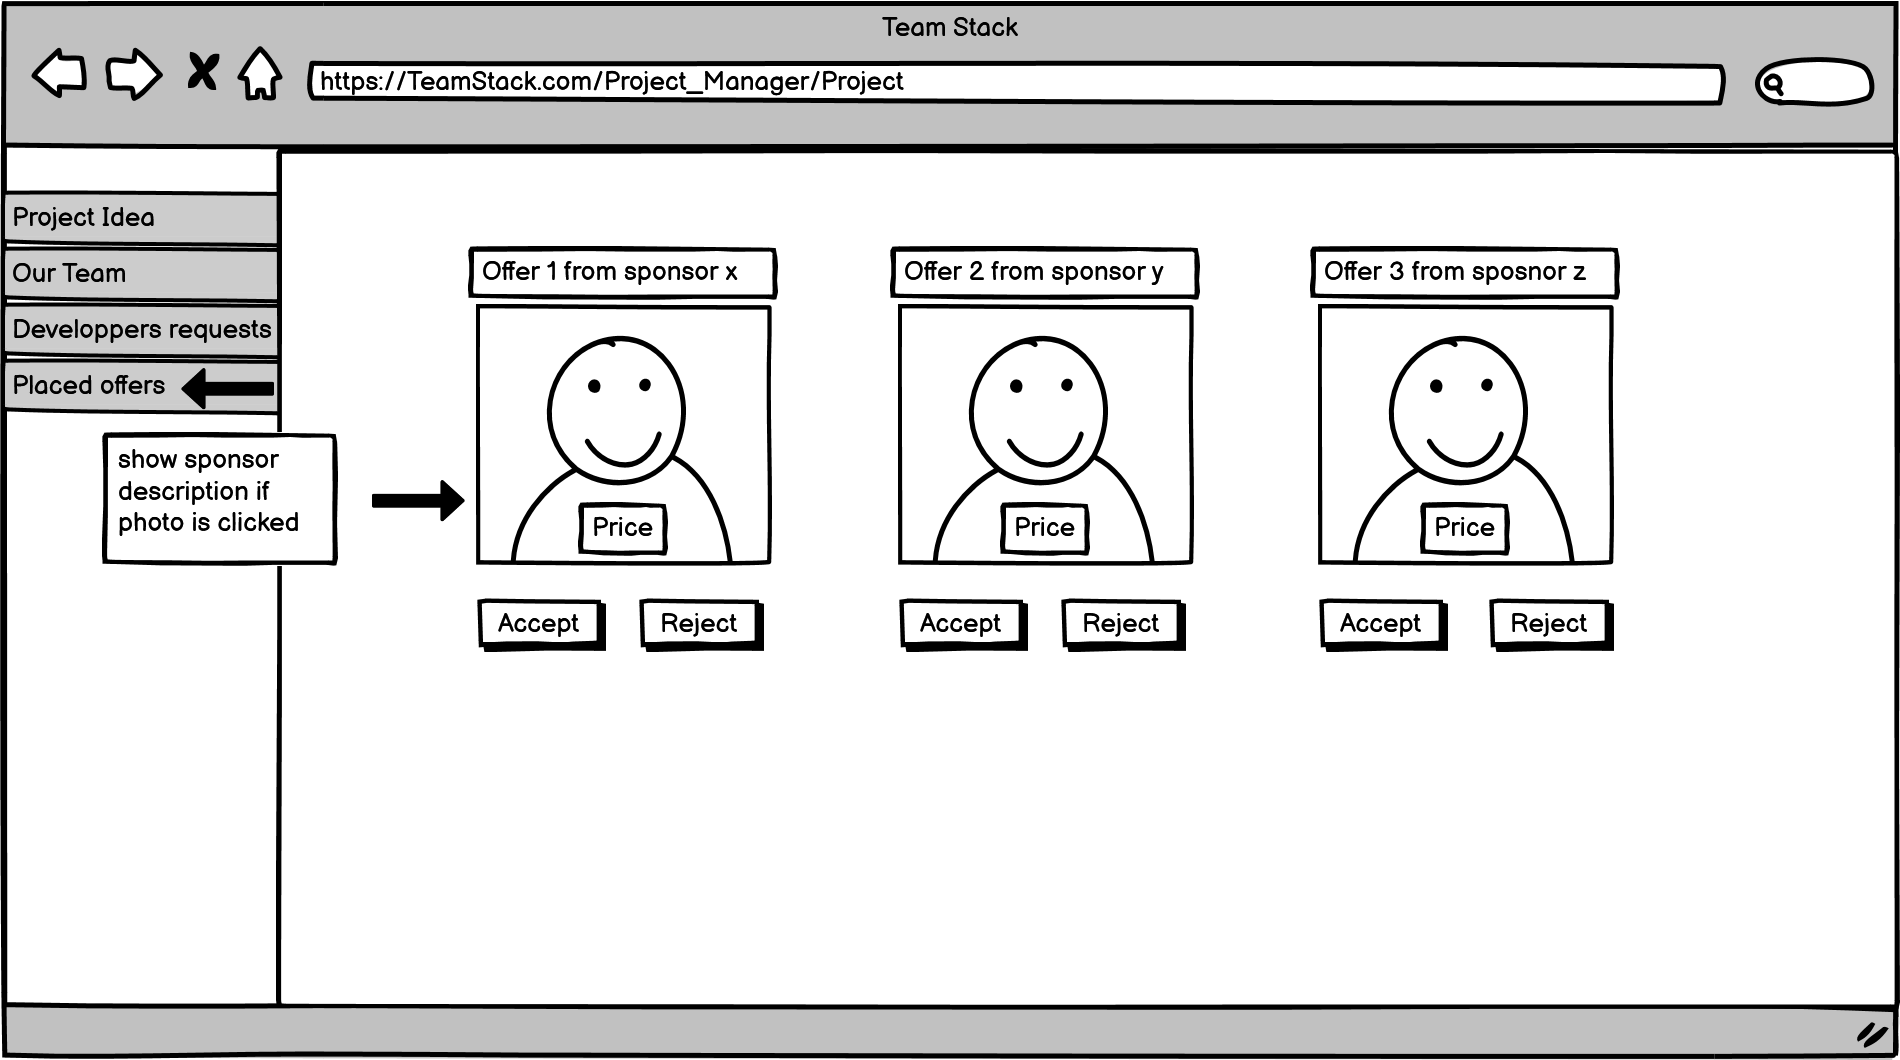 Team Stack
https://TeamStack.com/Project_Manager/Project
Project Idea
Our Team
Developpers requests
Placed offers
show sponsor
description if
photo is clicked
Offer 1 from sponsor x
Offer 2 from sponsor y
Offer 3 from sposnor z
Price
Price
Price
Accept
Reject
Accept
Reject
Accept
Reject